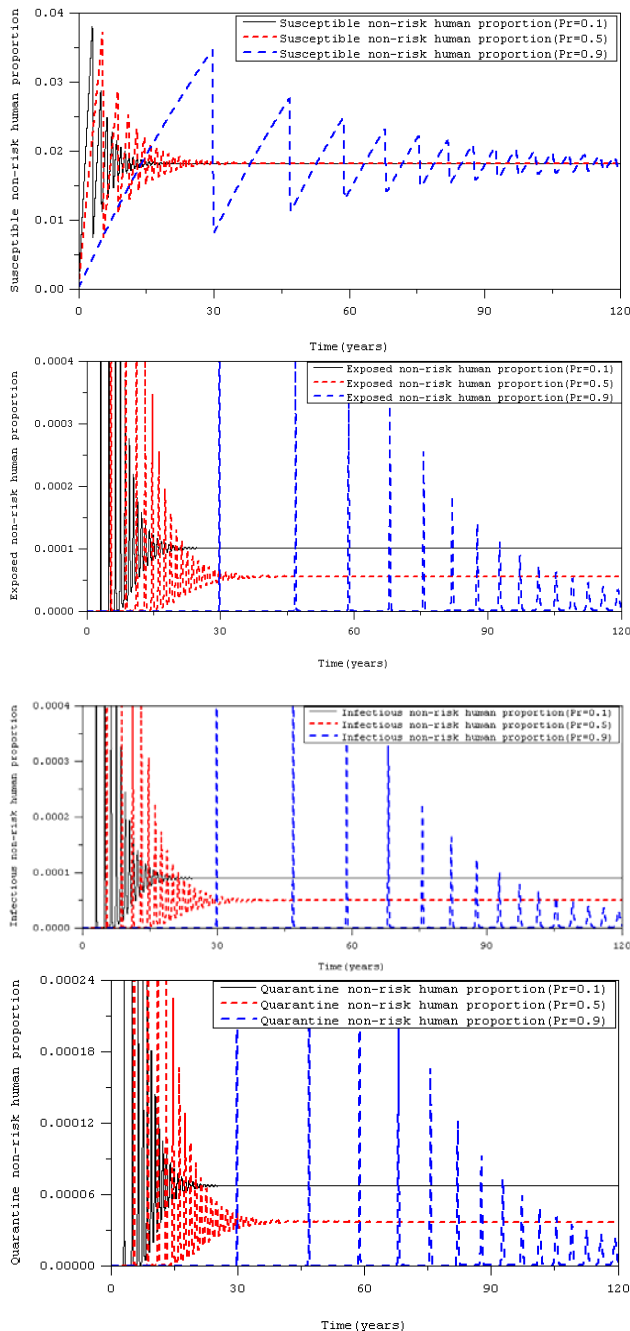 Susceptible non-risk human proportion
0.04
0.03
0.02
0.01
0.00
Susceptible non-risk human proportion(Pr=0.1)
Susceptible non-risk human proportion(Pr=0.5)
Susceptible non-risk human proportion(Pr=0.9)
0 30 60 90 120
Time(years)
Exposed non-risk human proportion
0.0004
0.0003
0.0002
0.0001
0.0000
Exposed non-risk human proportion(Pr=0.1)
Exposed non-risk human proportion(Pr=0.5)
Exposed non-risk human proportion(Pr=0.9)
0 30 60 90 120
Time(years)
Infectious non-risk human proportion
0.0004
0.0003
0.0002
0.0001
0.0000
Infectious non-risk human proportion(Pr=0.1)
Infectious non-risk human proportion(Pr=0.5)
Infectious non-risk human proportion(Pr=0.9)
0 30 60 90 120
Time(years)
Quarantine non-risk human proportion
0.00024
0.00018
0.00012
0.00006
0.00000
Quarantine non-risk human proportion(Pr=0.1)
Quarantine non-risk human proportion(Pr=0.5)
Quarantine non-risk human proportion(Pr=0.9)
0 30 60 90 120
Time(years)